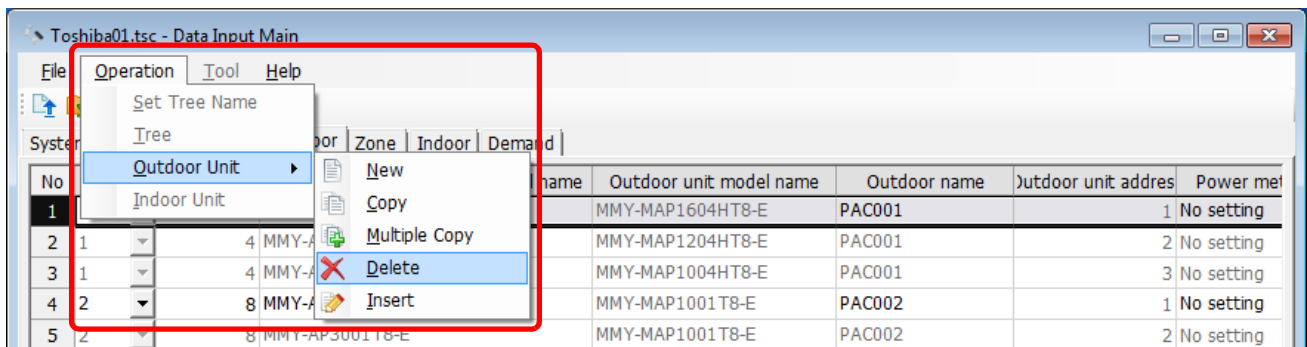 Toshiba01.tsc - Data Input Main
File Operation Tool Help
Set Tree Name
Tree
Outdoor Unit
Indoor Unit
New
Copy
Multiple Copy
Delete
Insert
Zone Indoor Demand
No name Outdoor unit model name Outdoor name Outdoor unit addres Power met
1 MMY-MAP1604HT8-E PAC001 1 No setting
2 1 4 MMY-A MMY-MAP1204HT8-E PAC001 2 No setting
3 1 4 MMY-A MMY-MAP1004HT8-E PAC001 3 No setting
4 2 8 MMY-A MMY-MAP1001T8-E PAC002 1 No setting
5 2 8 MMY-AP3001T8-E MMY-MAP1001T8-E PAC002 2 No setting